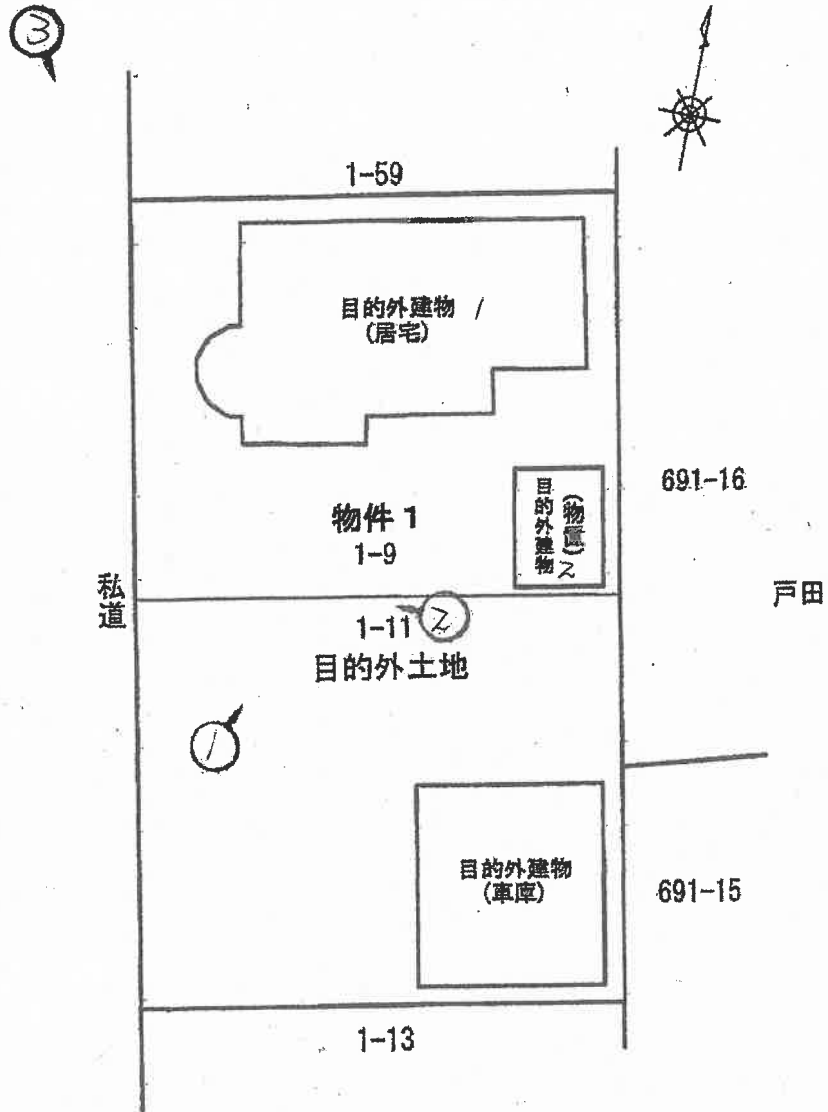 ③
1-59
目的外建物 1
(居宅)
目的外建物 2
(物置)
691-16
物件 1
1-9
私道
戸田
1-11 ②
目的外土地
①
目的外建物
(車庫)
691-15
1-13